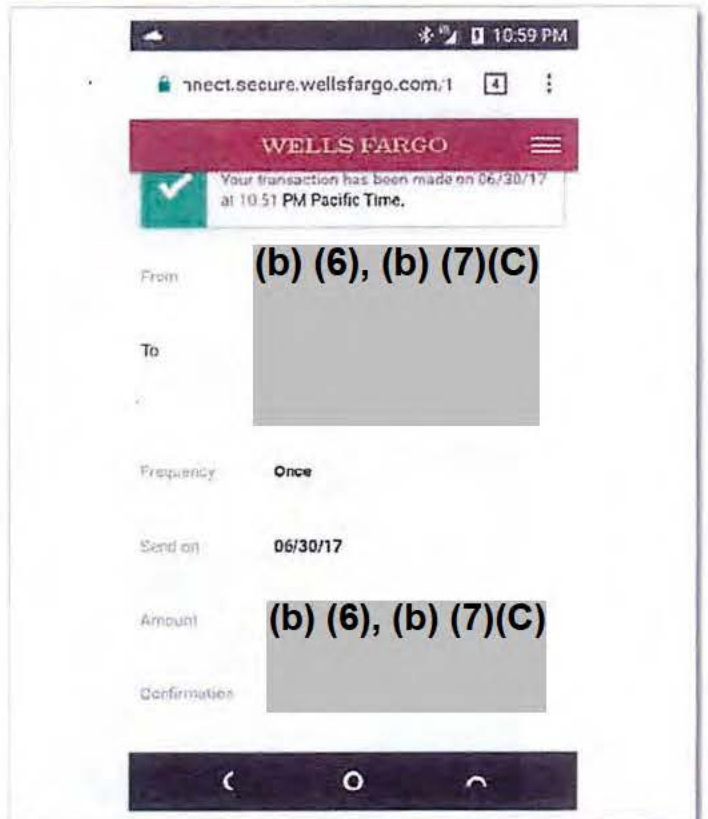 10:59 PM
nnect.secure.wellsfargo.com/1 4
WELLS FARGO
Your transaction has been made on 06/30/17
at 10:51 PM Pacific Time.
From (b) (6), (b) (7)(C)
To
Frequency Once
Send on 06/30/17
Amount (b) (6), (b) (7)(C)
Confirmation